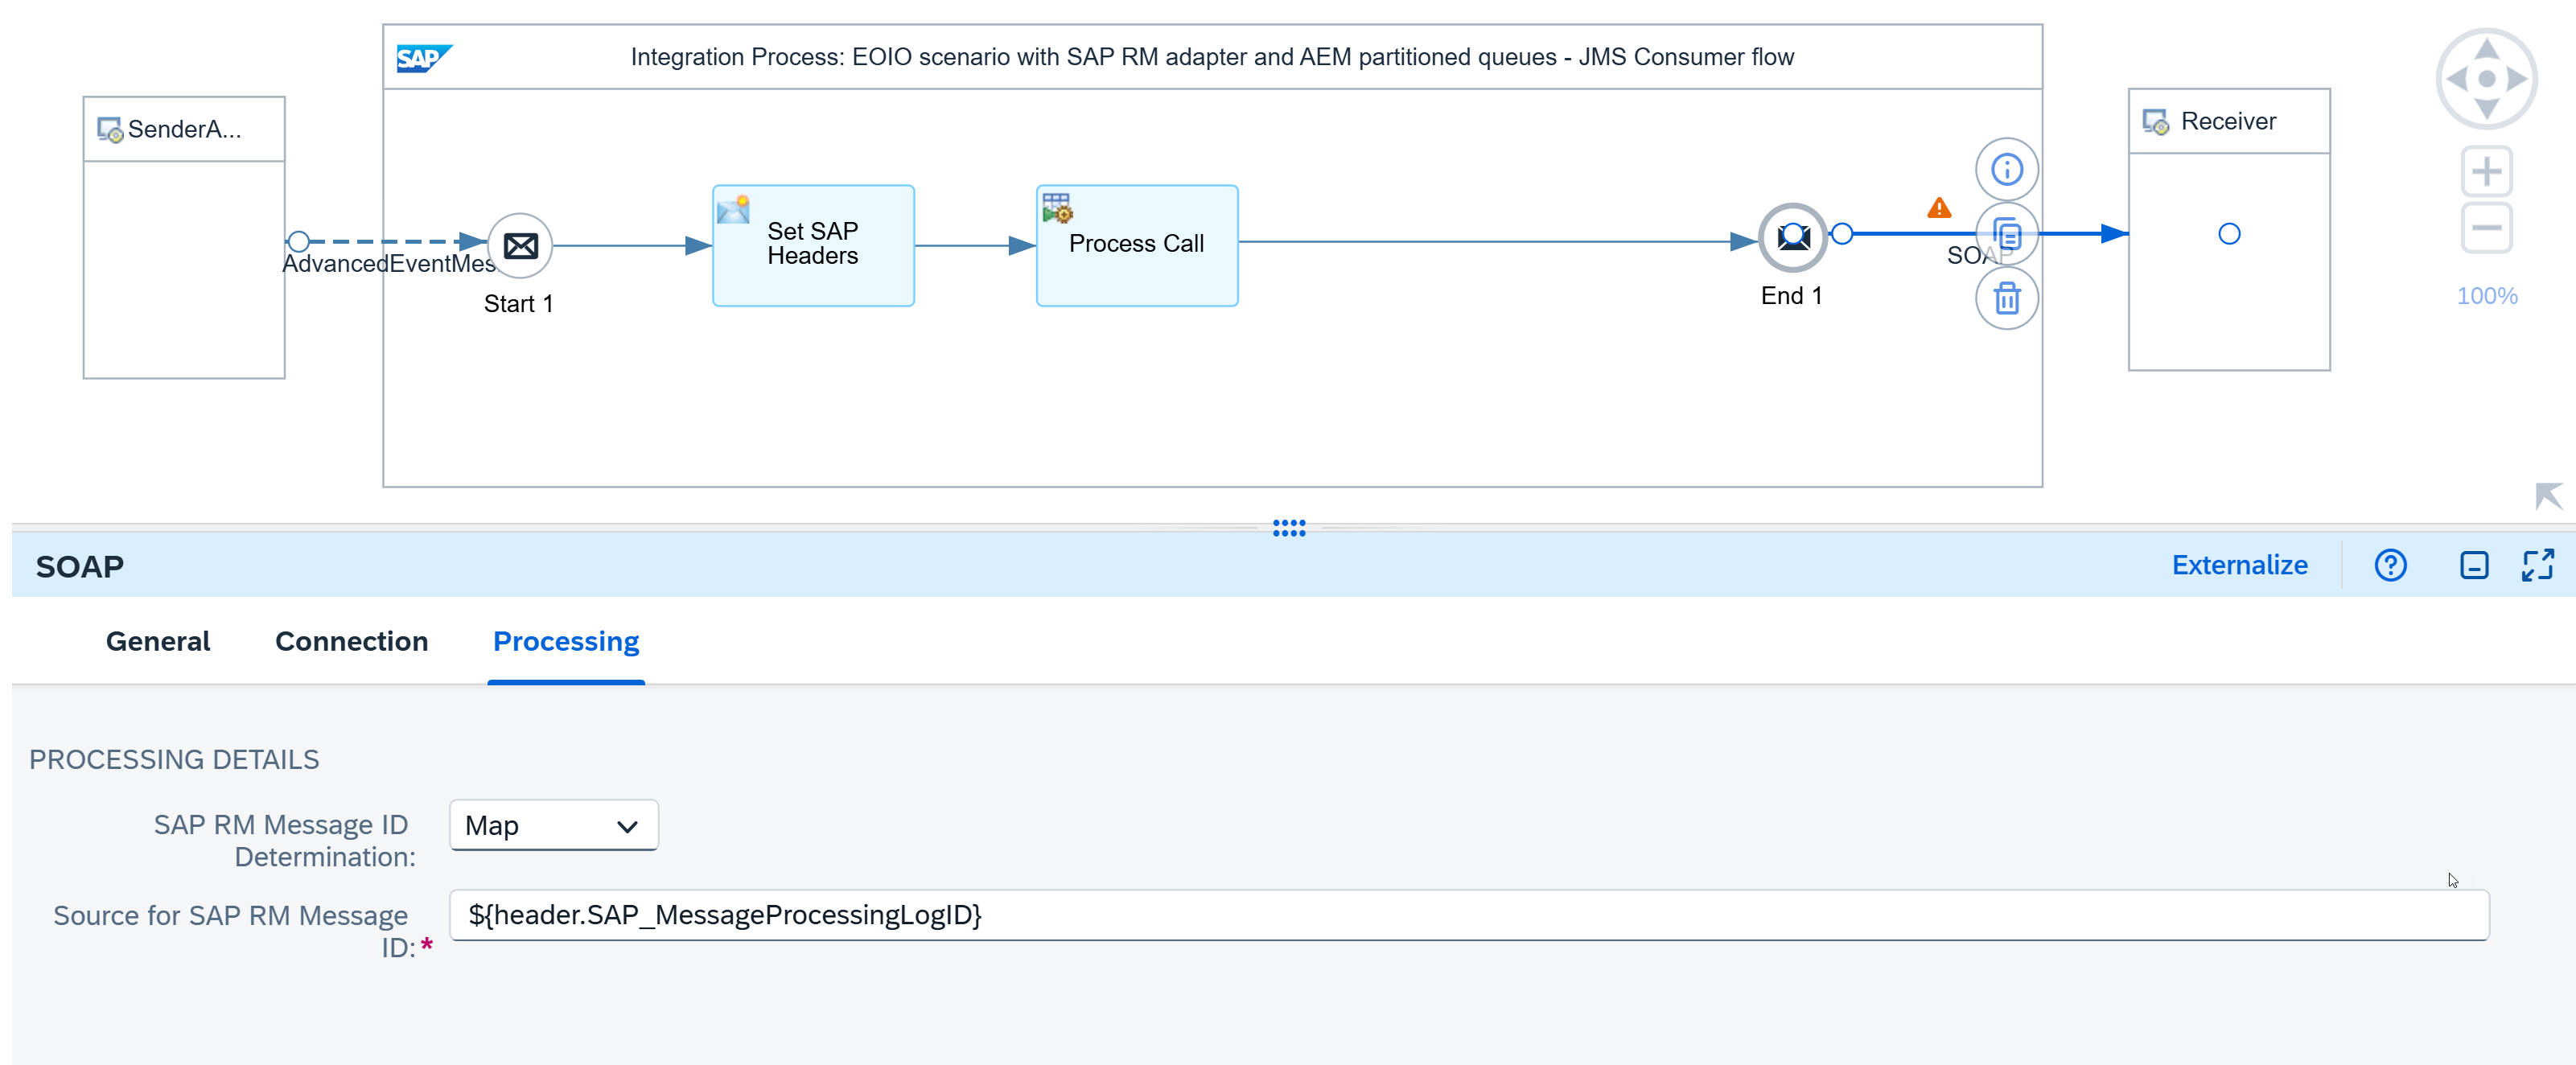 SAP
Integration Process: EOIO scenario with SAP RM adapter and AEM partitioned queues - JMS Consumer flow
SenderA...
Receiver
Set SAP
Headers
Process Call
AdvancedEventMes
SOAP
Start 1
End 1
100%
SOAP
Externalize
General
Connection
Processing
PROCESSING DETAILS
SAP RM Message ID
Determination:
Map
Source for SAP RM Message
ID:*
${header.SAP_MessageProcessingLogID}